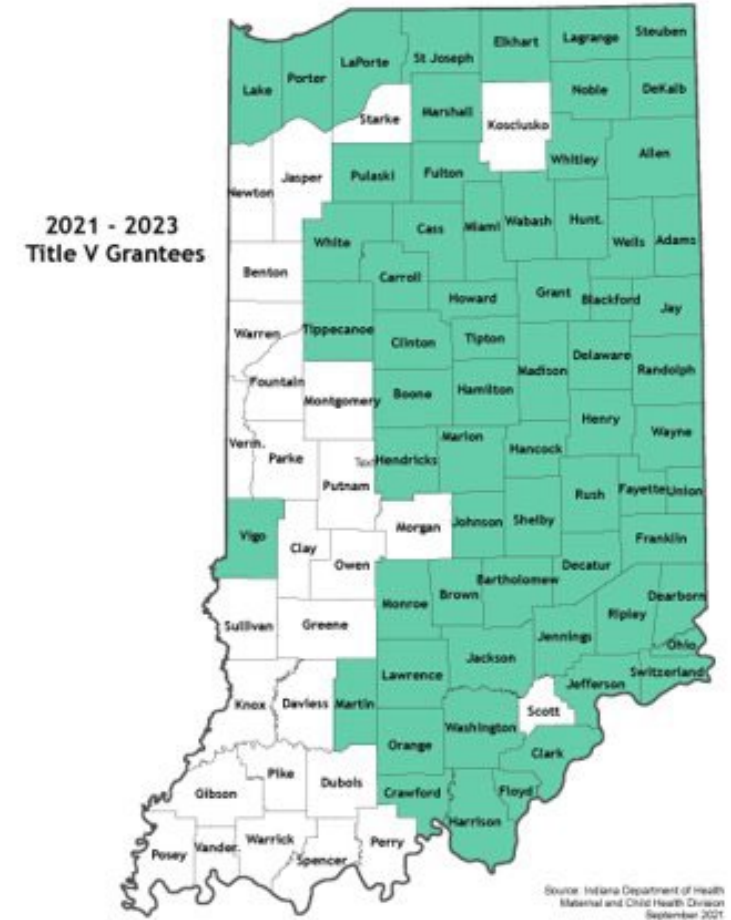 2021 - 2023
Title V Grantees
Lake
Porter
LaPorte
St Joseph
Elkhart
Lagrange
Steuben
Noble
DeKalb
Starke
Marshall
Kosciusko
Whitley
Allen
Newton
Jasper
Pulaski
Fulton
White
Cass
Miami
Wabash
Hunt.
Wells
Adams
Benton
Carroll
Howard
Grant
Blackford
Jay
Warren
Tippecanoe
Clinton
Tipton
Madison
Delaware
Randolph
Fountain
Montgomery
Boone
Hamilton
Henry
Wayne
Verm.
Parke
Putnam
Text
Hendricks
Marion
Hancock
Rush
Fayette
Union
Vigo
Clay
Owen
Morgan
Johnson
Shelby
Franklin
Decatur
Sullivan
Greene
Monroe
Brown
Bartholomew
Jennings
Ripley
Dearborn
Ohio
Switzerland
Knox
Daviess
Martin
Lawrence
Jackson
Jefferson
Scott
Washington
Orange
Clark
Gibson
Pike
Dubois
Crawford
Floyd
Harrison
Posey
Vander.
Warrick
Spencer
Perry
Source: Indiana Department of Health
Maternal and Child Health Division
September 2021